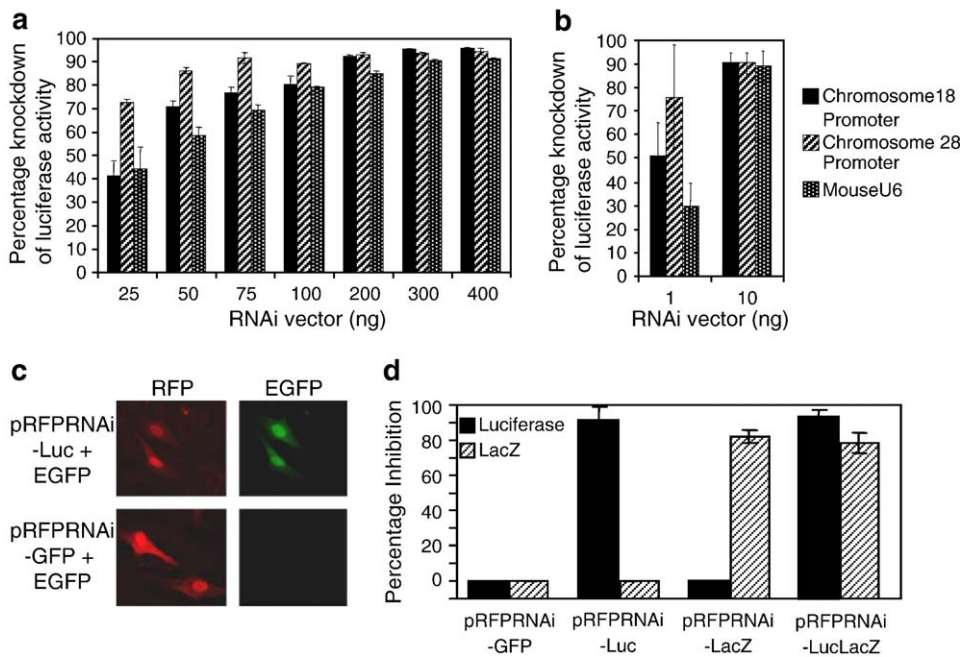 a
Percentage knockdown
of luciferase activity
100
90
80
70
60
50
40
30
20
10
0
25 50 75 100 200 300 400
RNAi vector (ng)
b
Percentage knockdown
of luciferase activity
100
90
80
70
60
50
40
30
20
10
0
1 10
RNAi vector (ng)
Chromosome18
Promoter
Chromosome 28
Promoter
MouseU6
c
RFP EGFP
pRFPRNAi
-Luc +
EGFP
pRFPRNAi
-GFP +
EGFP
d
Percentage Inhibition
100
80
60
40
20
0
Luciferase
LacZ
pRFPRNAi
-GFP
pRFPRNAi
-Luc
pRFPRNAi
-LacZ
pRFPRNAi
-LucLacZ